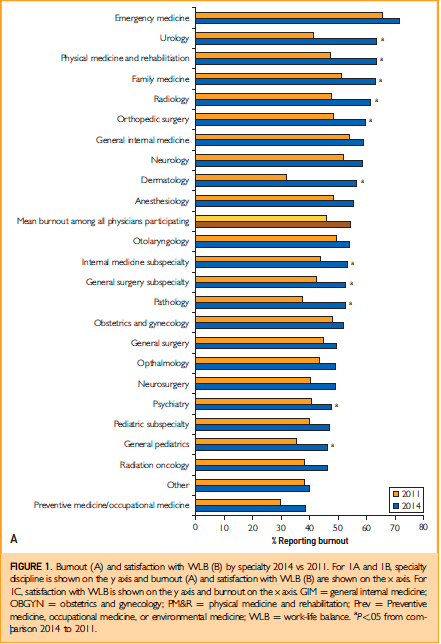 Emergency medicine
Urology
a
Physical medicine and rehabilitation
a
Family medicine
a
Radiology
a
Orthopedic surgery
a
General internal medicine
Neurology
Dermatology
a
Anesthesiology
Mean burnout among all physicians participating
Otolaryngology
Internal medicine subspecialty
a
General surgery subspecialty
a
Pathology
a
Obstetrics and gynecology
General surgery
Opthalmology
Neurosurgery
Psychiatry
a
Pediatric subspecialty
General pediatrics
a
Radiation oncology
Other
Preventive medicine/occupational medicine
2011
2014
0 10 20 30 40 50 60 70 80
A
% Reporting burnout
FIGURE 1. Burnout (A) and satisfaction with WLB (B) by specialty 2014 vs 2011. For 1A and 1B, specialty
discipline is shown on the y axis and burnout (A) and satisfaction with WLB (B) are shown on the x axis. For
1C, satisfaction with WLB is shown on the y axis and burnout on the x axis. GIM = general internal medicine;
OBGYN = obstetrics and gynecology; PM&R = physical medicine and rehabilitation; Prev = Preventive
medicine, occupational medicine, or environmental medicine; WLB = work-life balance. aP<.05 from com-
parison 2014 to 2011.